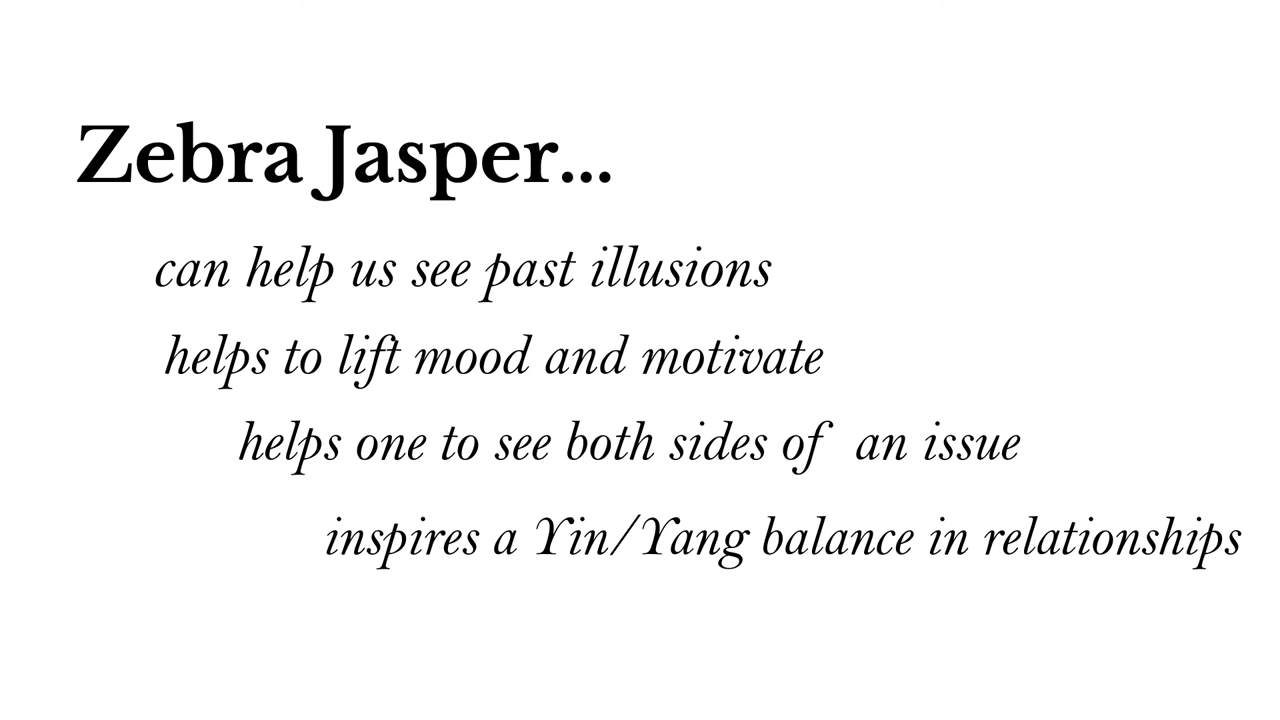 Zebra Jasper...
can help us see past illusions
helps to lift mood and motivate
helps one to see both sides of an issue
inspires a Yin/Yang balance in relationships